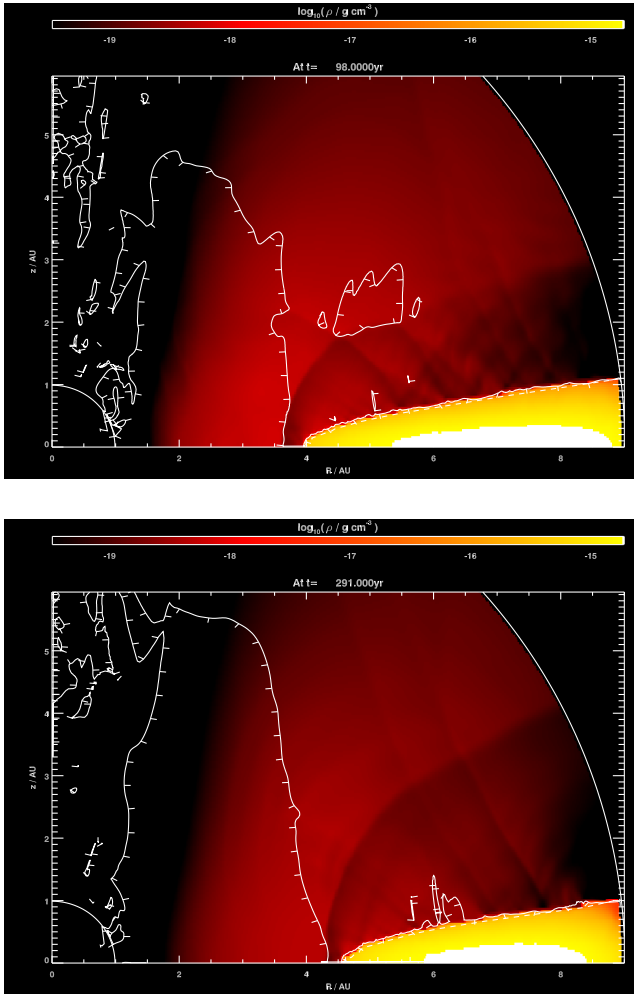 log₁₀( ρ / g cm⁻³)
-19 -18 -17 -16 -15
At t= 98.0000yr
5
4
3
2
1
0
z / AU
0 2 4 6 8
R / AU
log₁₀( ρ / g cm⁻³)
-19 -18 -17 -16 -15
At t= 291.000yr
5
4
3
2
1
0
z / AU
0 2 4 6 8
R / AU